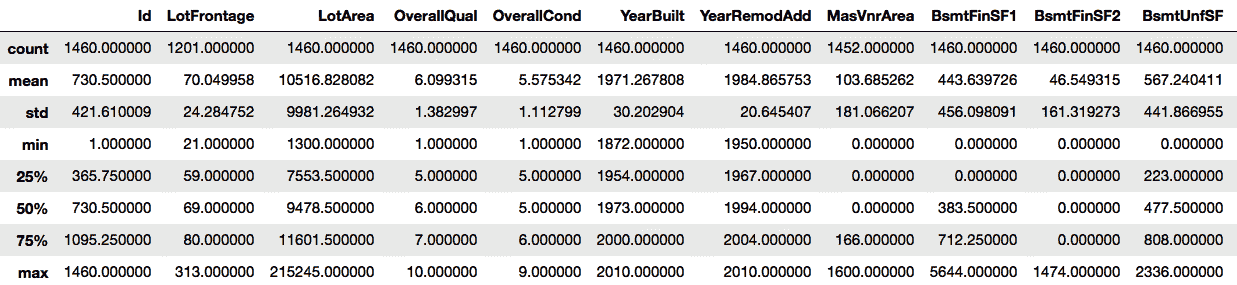 Id LotFrontage LotArea OverallQual OverallCond YearBuilt YearRemodAdd MasVnrArea BsmtFinSF1 BsmtFinSF2 BsmtUnfSF
count 1460.000000 1201.000000 1460.000000 1460.000000 1460.000000 1460.000000 1460.000000 1452.000000 1460.000000 1460.000000 1460.000000
mean 730.500000 70.049958 10516.828082 6.099315 5.575342 1971.267808 1984.865753 103.685262 443.639726 46.549315 567.240411
std 421.610009 24.284752 9981.264932 1.382997 1.112799 30.202904 20.645407 181.066207 456.098091 161.319273 441.866955
min 1.000000 21.000000 1300.000000 1.000000 1.000000 1872.000000 1950.000000 0.000000 0.000000 0.000000 0.000000
25% 365.750000 59.000000 7553.500000 5.000000 5.000000 1954.000000 1967.000000 0.000000 0.000000 0.000000 223.000000
50% 730.500000 69.000000 9478.500000 6.000000 5.000000 1973.000000 1994.000000 0.000000 383.500000 0.000000 477.500000
75% 1095.250000 80.000000 11601.500000 7.000000 6.000000 2000.000000 2004.000000 166.000000 712.250000 0.000000 808.000000
max 1460.000000 313.000000 215245.000000 10.000000 9.000000 2010.000000 2010.000000 1600.000000 5644.000000 1474.000000 2336.000000